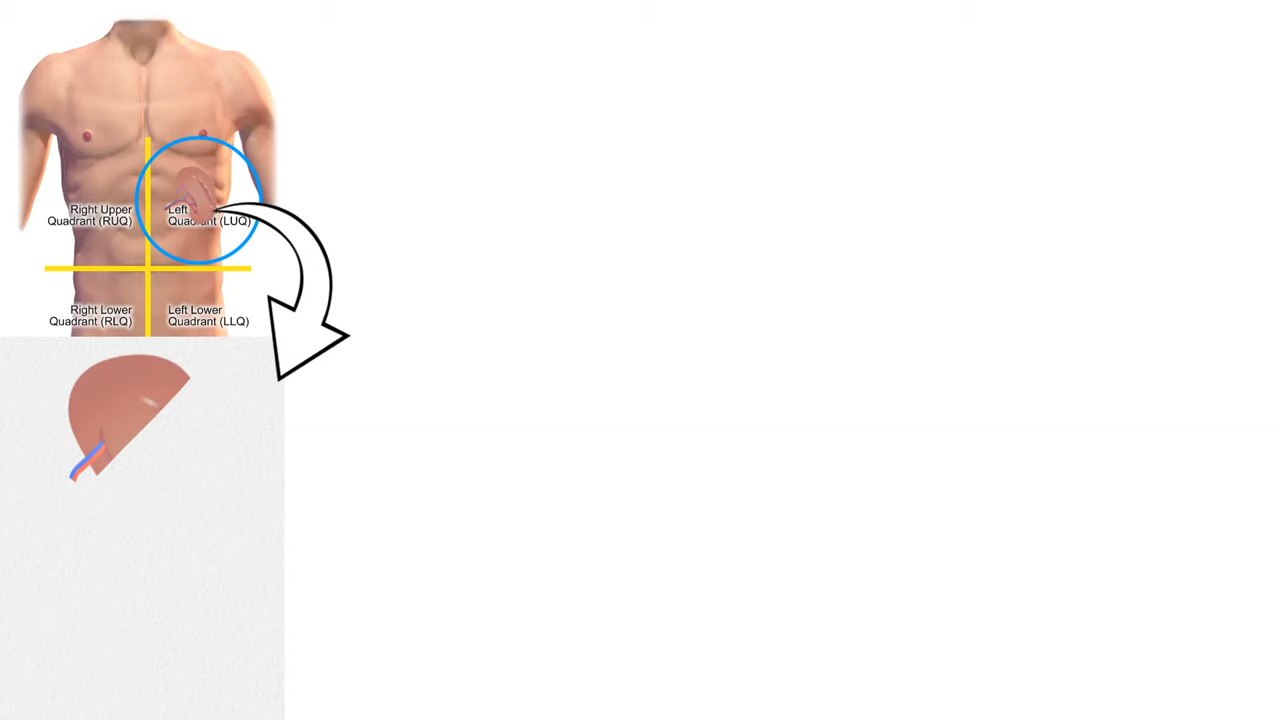 Right Upper
Quadrant (RUQ)
Left
Quadrant (LUQ)
Right Lower
Quadrant (RLQ)
Left Lower
Quadrant (LLQ)